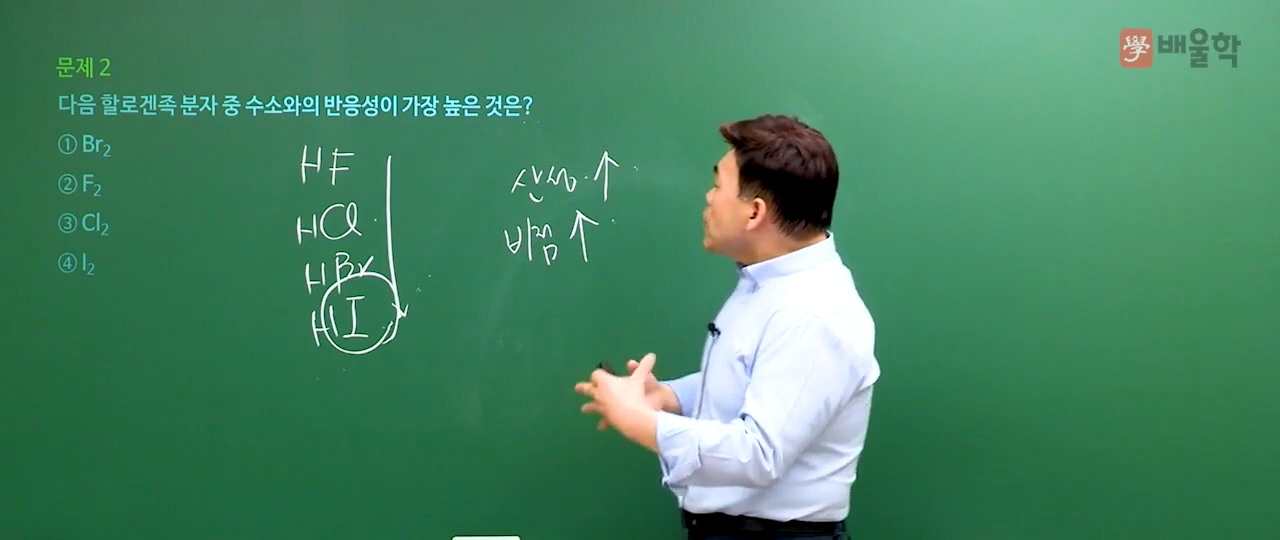 學 배울학
문제 2
다음 할로겐족 분자 중 수소와의 반응성이 가장 높은 것은?
① Br₂
② F₂
③ Cl₂
④ I₂
HF
HCl
HBr
HI
산성 ↑
비점 ↑